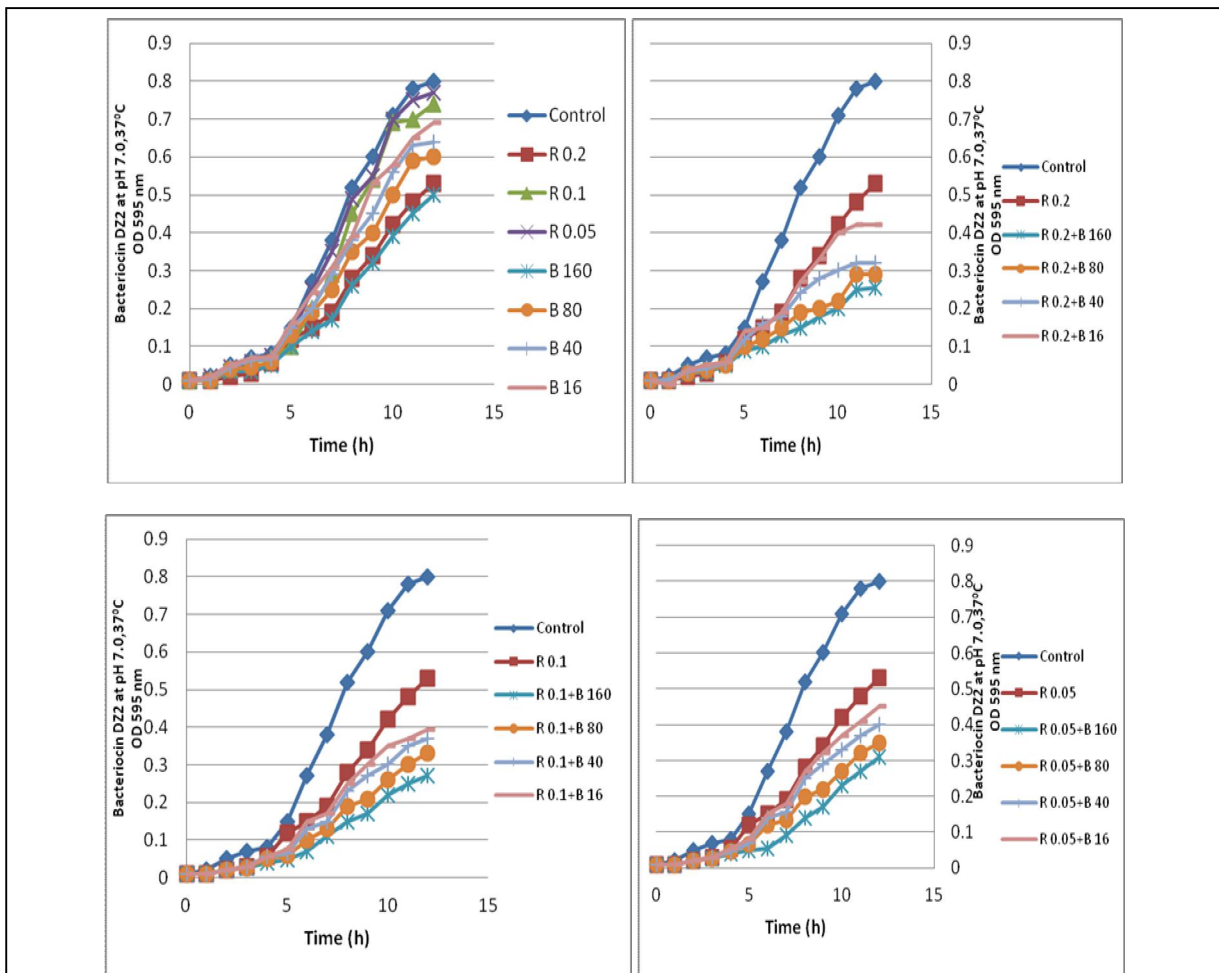 0.9
0.8
0.7
0.6
0.5
0.4
0.3
0.2
0.1
0
Bacteriocin DZ2 at pH 7.0,37°C
OD 595 nm
0 5 10 15
Time (h)
Control
R 0.2
R 0.1
R 0.05
B 160
B 80
B 40
B 16
0.9
0.8
0.7
0.6
0.5
0.4
0.3
0.2
0.1
0
Bacteriocin DZ2 at pH 7.0,37°C
OD 595 nm
0 5 10 15
Time (h)
Control
R 0.2
R 0.2+B 160
R 0.2+B 80
R 0.2+B 40
R 0.2+B 16
0.9
0.8
0.7
0.6
0.5
0.4
0.3
0.2
0.1
0
Bacteriocin DZ2 at pH 7.0,37°C
OD 595 nm
0 5 10 15
Time (h)
Control
R 0.1
R 0.1+B 160
R 0.1+B 80
R 0.1+B 40
R 0.1+B 16
0.9
0.8
0.7
0.6
0.5
0.4
0.3
0.2
0.1
0
Bacteriocin DZ2 at pH 7.0,37°C
OD 595 nm
0 5 10 15
Time (h)
Control
R 0.05
R 0.05+B 160
R 0.05+B 80
R 0.05+B 40
R 0.05+B 16